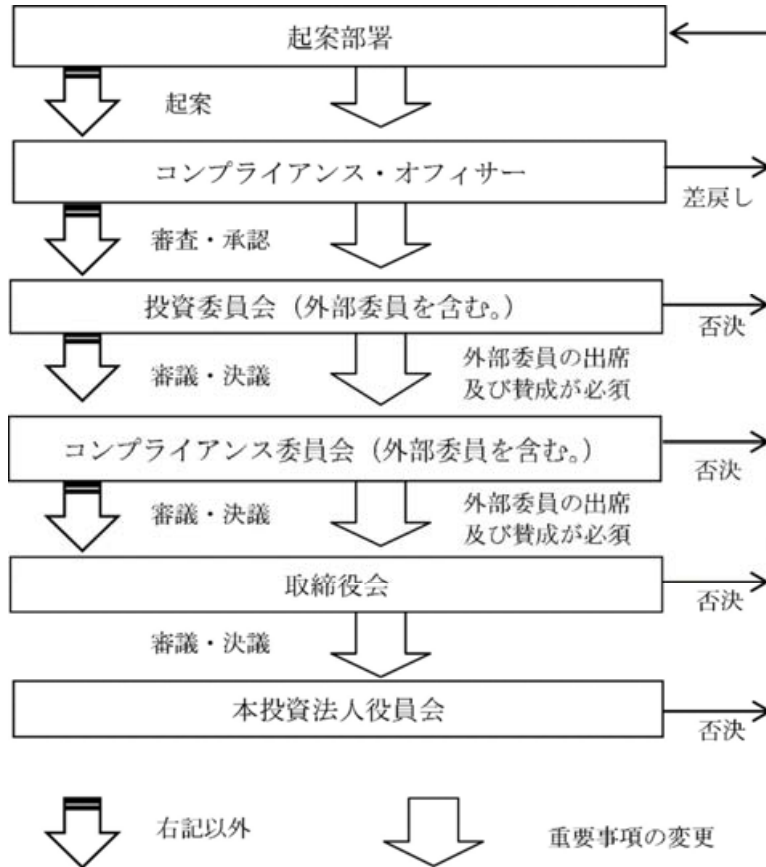 起案部署
起案
コンプライアンス・オフィサー
差戻し
審査・承認
投資委員会（外部委員を含む。）
否決
審議・決議
外部委員の出席
及び賛成が必須
コンプライアンス委員会（外部委員を含む。）
否決
審議・決議
外部委員の出席
及び賛成が必須
取締役会
否決
審議・決議
本投資法人役員会
否決
右記以外
重要事項の変更